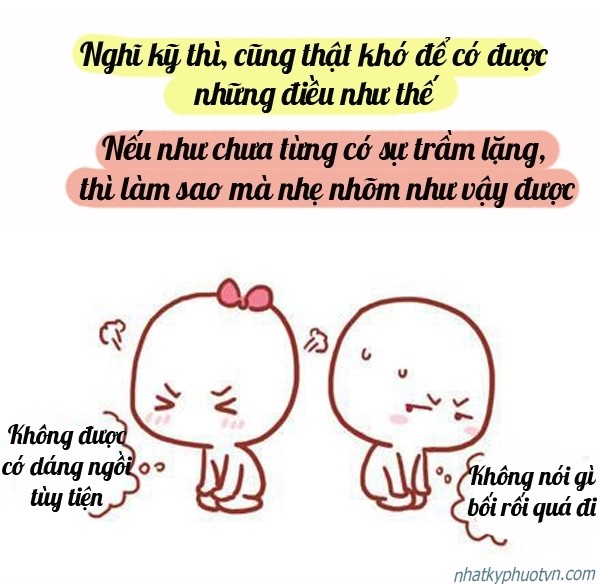 Nghĩ kỹ thì, cũng thật khó để có được
những điều như thế
Nếu như chưa từng có sự trầm lặng,
thì làm sao mà nhẹ nhõm như vậy được
Không được
có dáng ngồi
tùy tiện
Không nói gì
bối rối quá đi
nhatkyphuotvn.com